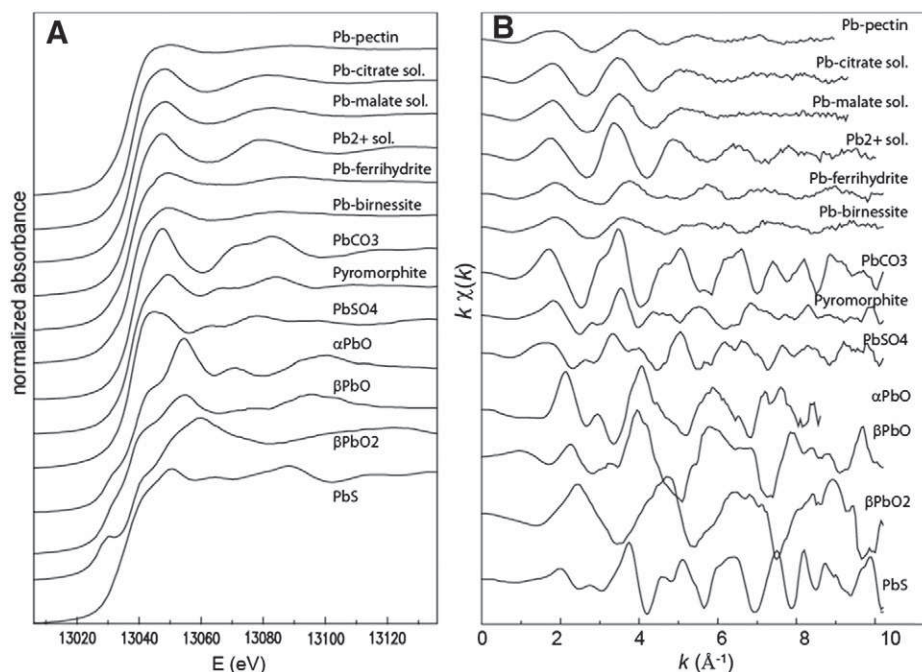 A
Pb-pectin
Pb-citrate sol.
Pb-malate sol.
Pb2+ sol.
Pb-ferrihydrite
Pb-birnessite
PbCO3
Pyromorphite
PbSO4
αPbO
βPbO
βPbO2
PbS
normalized absorbance
13020 13040 13060 13080 13100 13120
E (eV)
B
Pb-pectin
Pb-citrate sol.
Pb-malate sol.
Pb2+ sol.
Pb-ferrihydrite
Pb-birnessite
PbCO3
Pyromorphite
PbSO4
αPbO
βPbO
βPbO2
PbS
k χ(k)
0 2 4 6 8 10
k (Å-1)